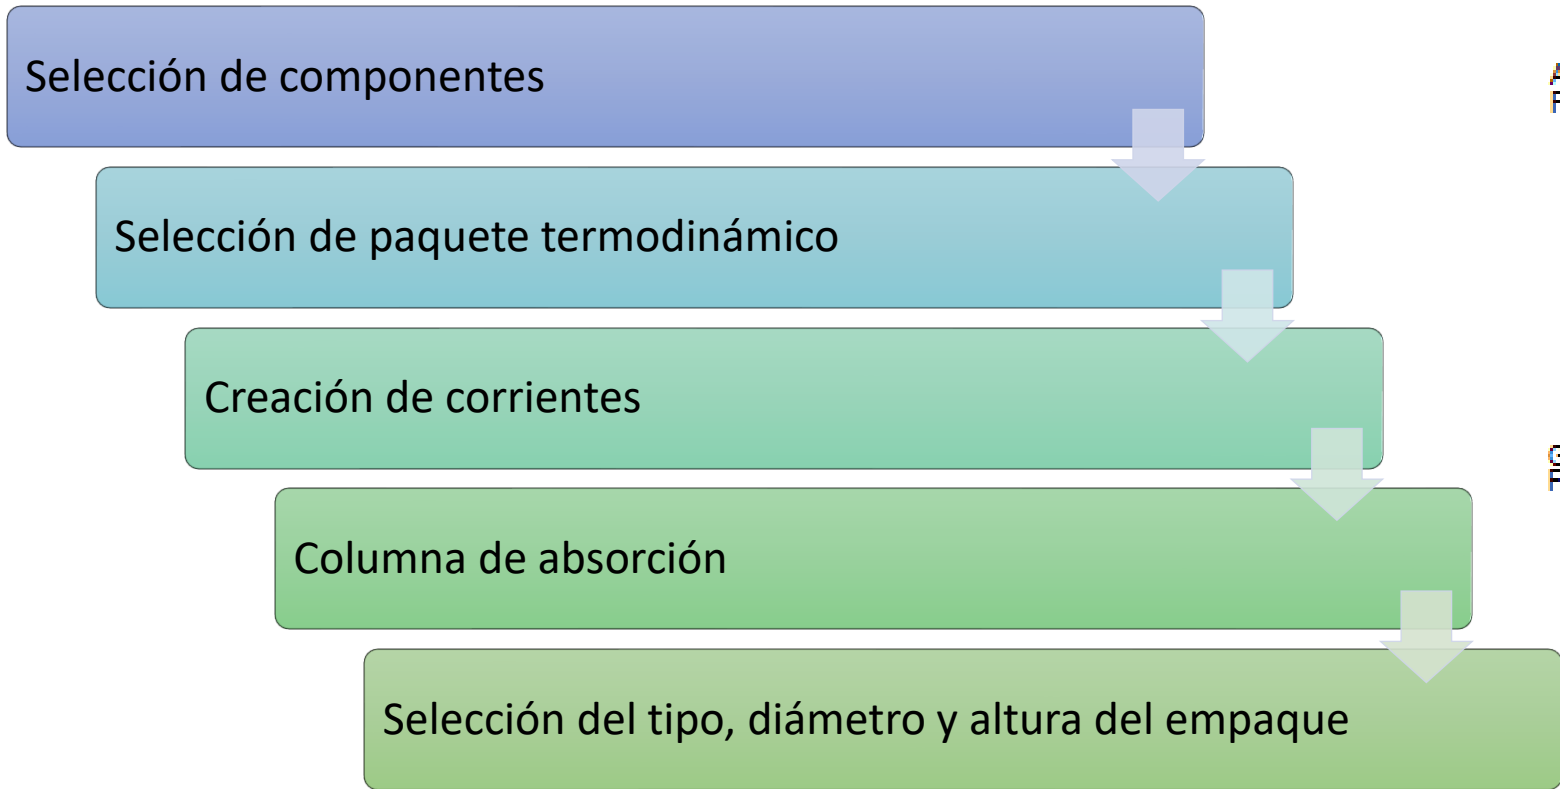 Selección de componentes
Selección de paquete termodinámico
Creación de corrientes
Columna de absorción
Selección del tipo, diámetro y altura del empaque